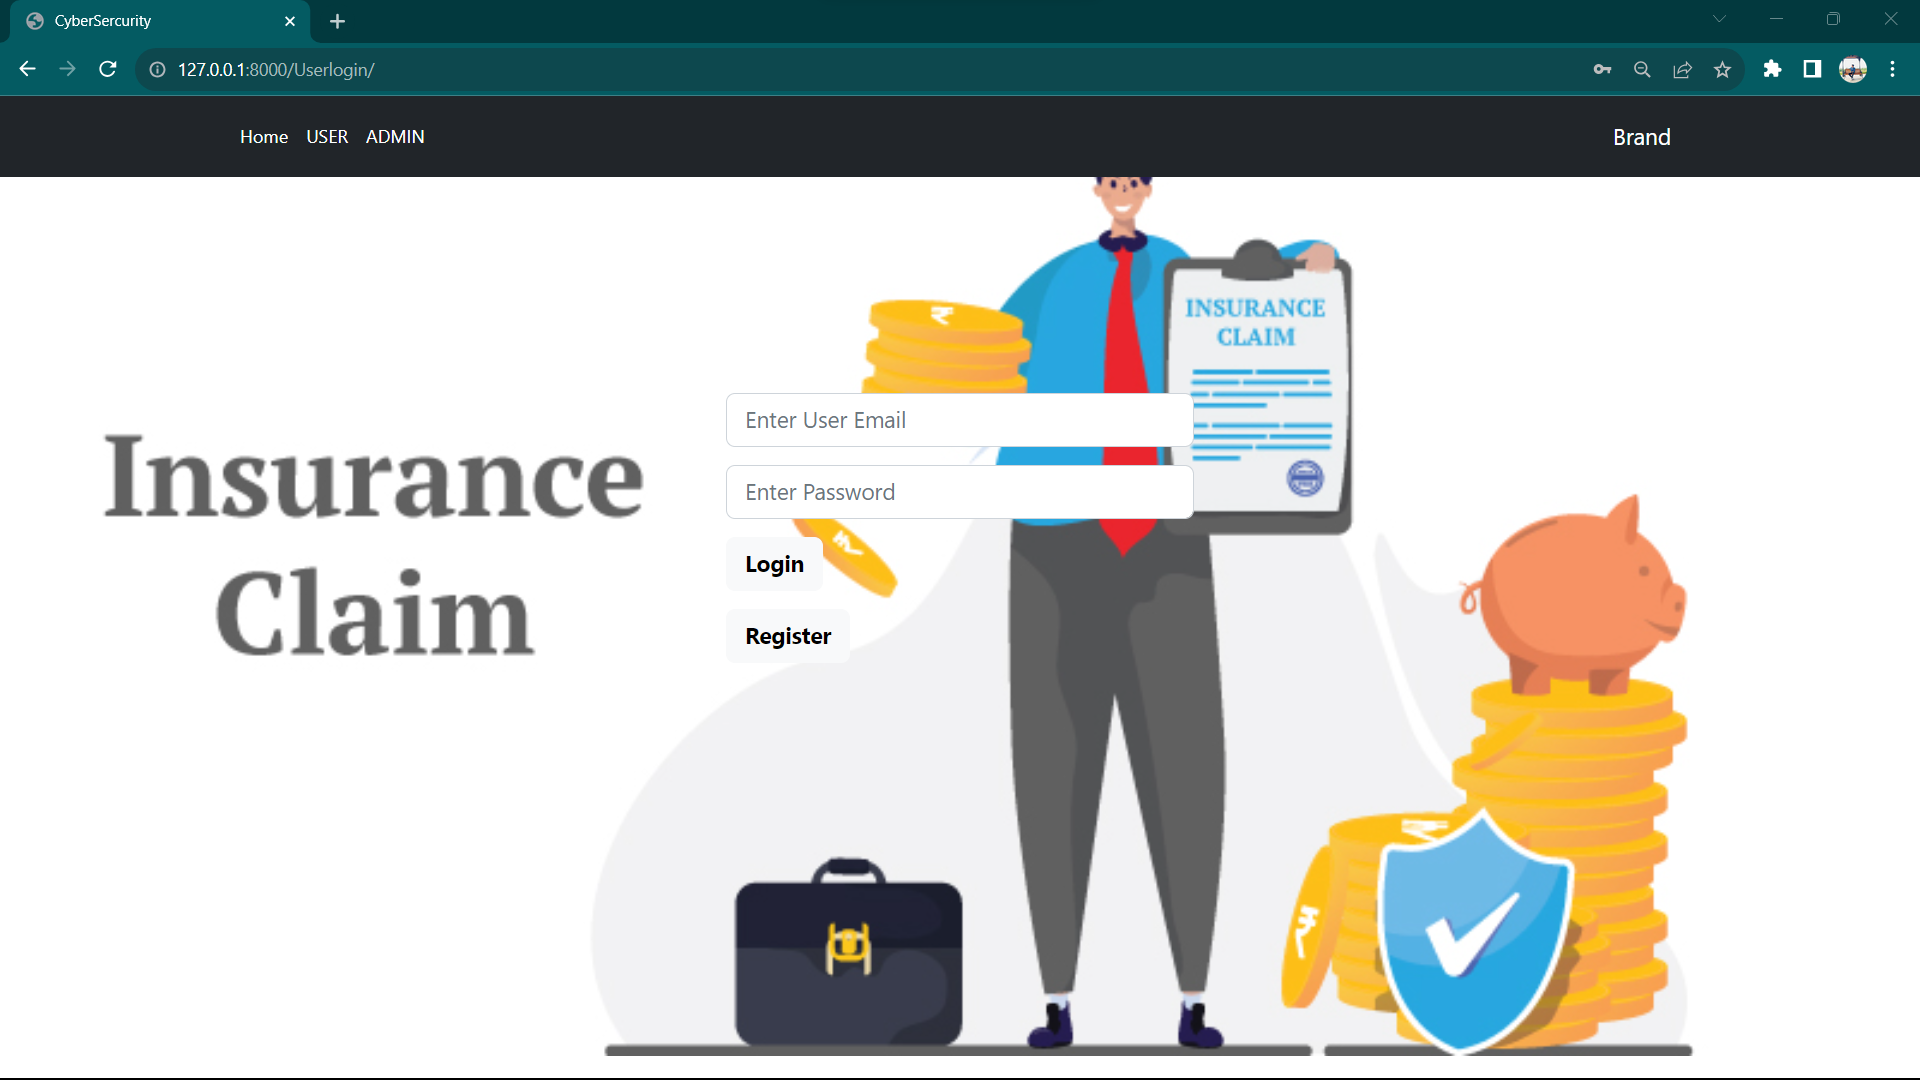 CyberSercurity
127.0.0.1:8000/Userlogin/
Home USER ADMIN Brand
INSURANCE
CLAIM
Enter User Email
Insurance
Claim
Enter Password
Login
Register